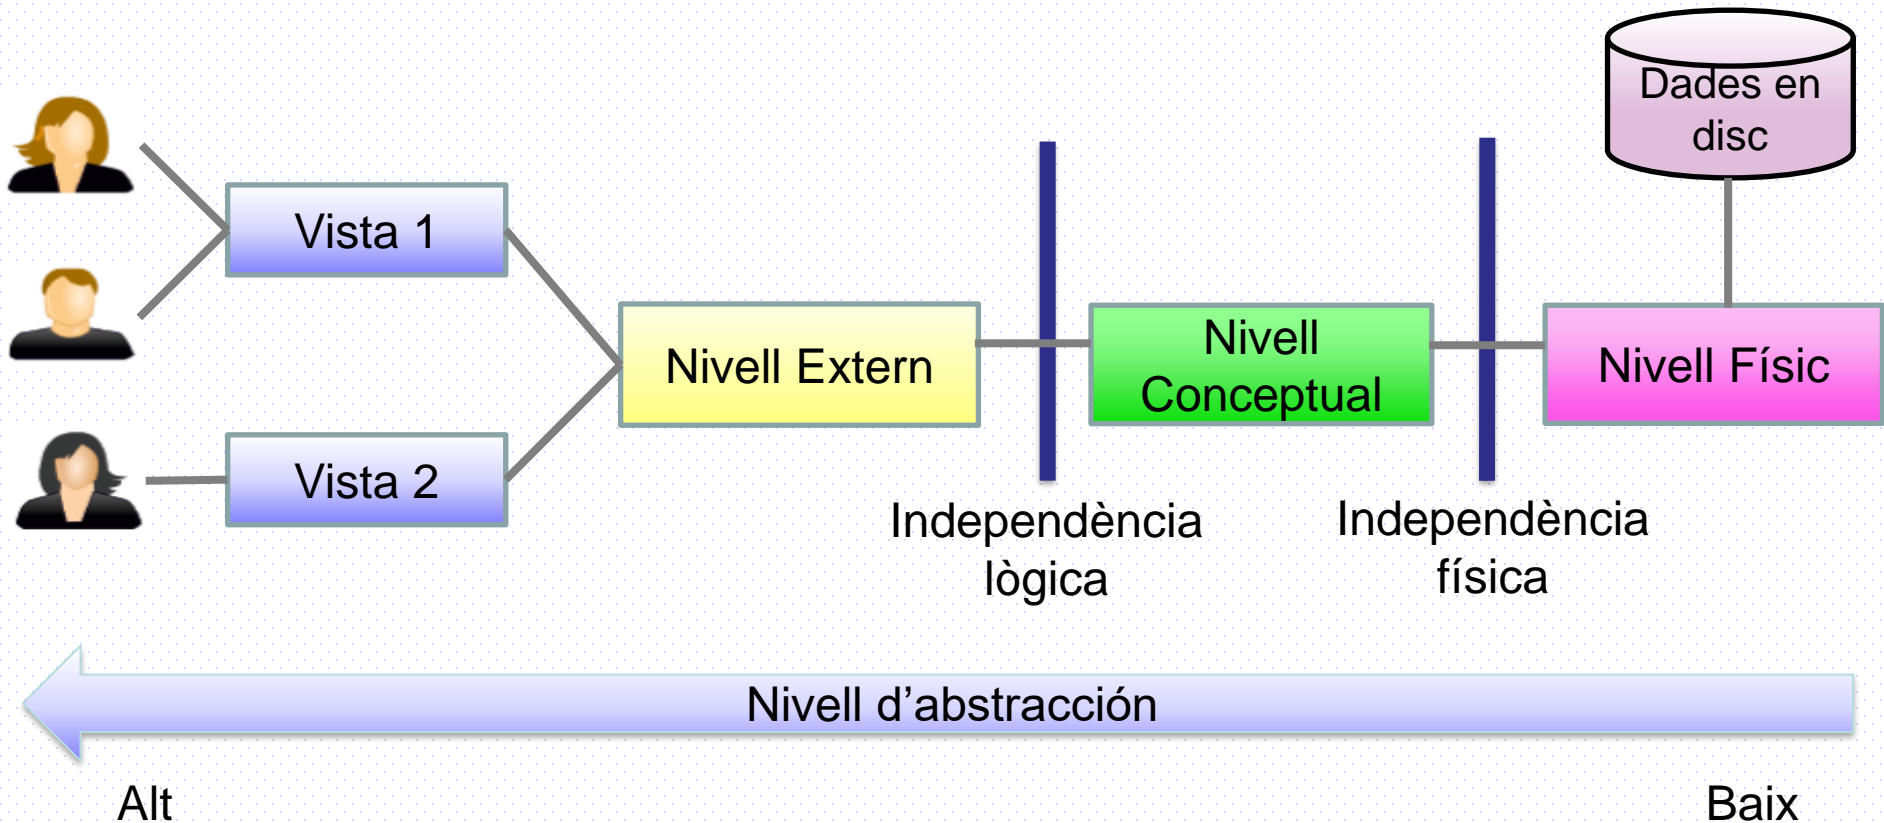 Dades en
disc
Vista 1
Nivell Extern
Nivell
Conceptual
Nivell Físic
Vista 2
Independència
lògica
Independència
física
Nivell d’abstracción
Alt
Baix